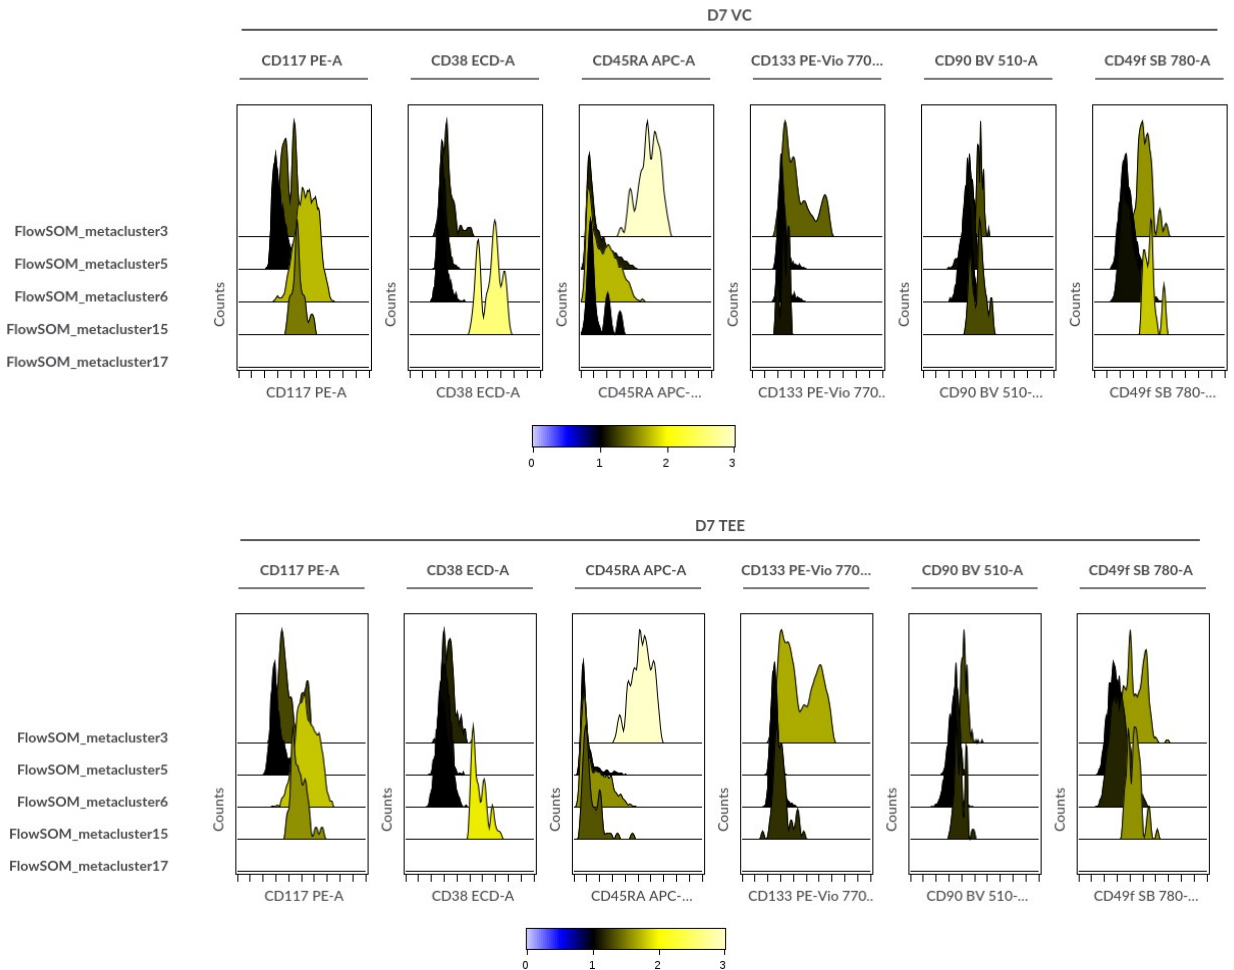 D7 VC
CD117 PE-A CD38 ECD-A CD45RA APC-A CD133 PE-Vio 770... CD90 BV 510-A CD49f SB 780-A
FlowSOM_metacluster3
FlowSOM_metacluster5
FlowSOM_metacluster6
FlowSOM_metacluster15
FlowSOM_metacluster17
Counts Counts Counts Counts Counts Counts
CD117 PE-A CD38 ECD-A CD45RA APC-... CD133 PE-Vio 770.. CD90 BV 510-... CD49f SB 780-...
0 1 2 3
D7 TEE
CD117 PE-A CD38 ECD-A CD45RA APC-A CD133 PE-Vio 770... CD90 BV 510-A CD49f SB 780-A
FlowSOM_metacluster3
FlowSOM_metacluster5
FlowSOM_metacluster6
FlowSOM_metacluster15
FlowSOM_metacluster17
Counts Counts Counts Counts Counts Counts
CD117 PE-A CD38 ECD-A CD45RA APC-... CD133 PE-Vio 770.. CD90 BV 510-... CD49f SB 780-...
0 1 2 3